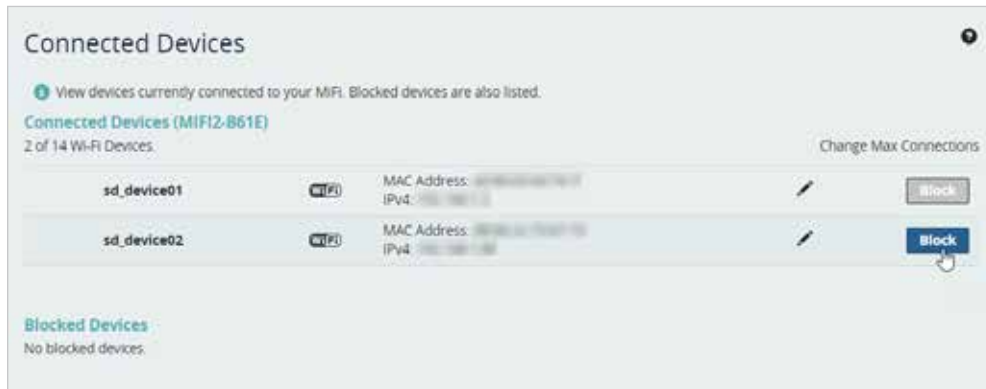 Connected Devices
View devices currently connected to your MiFi. Blocked devices are also listed.
Connected Devices (MIFI2-861E)
2 of 14 Wi-Fi Devices.
Change Max Connections
sd_device01
WiFi
MAC Address:
IPv4:
Block
sd_device02
WiFi
MAC Address:
IPv4:
Block
Blocked Devices
No blocked devices.